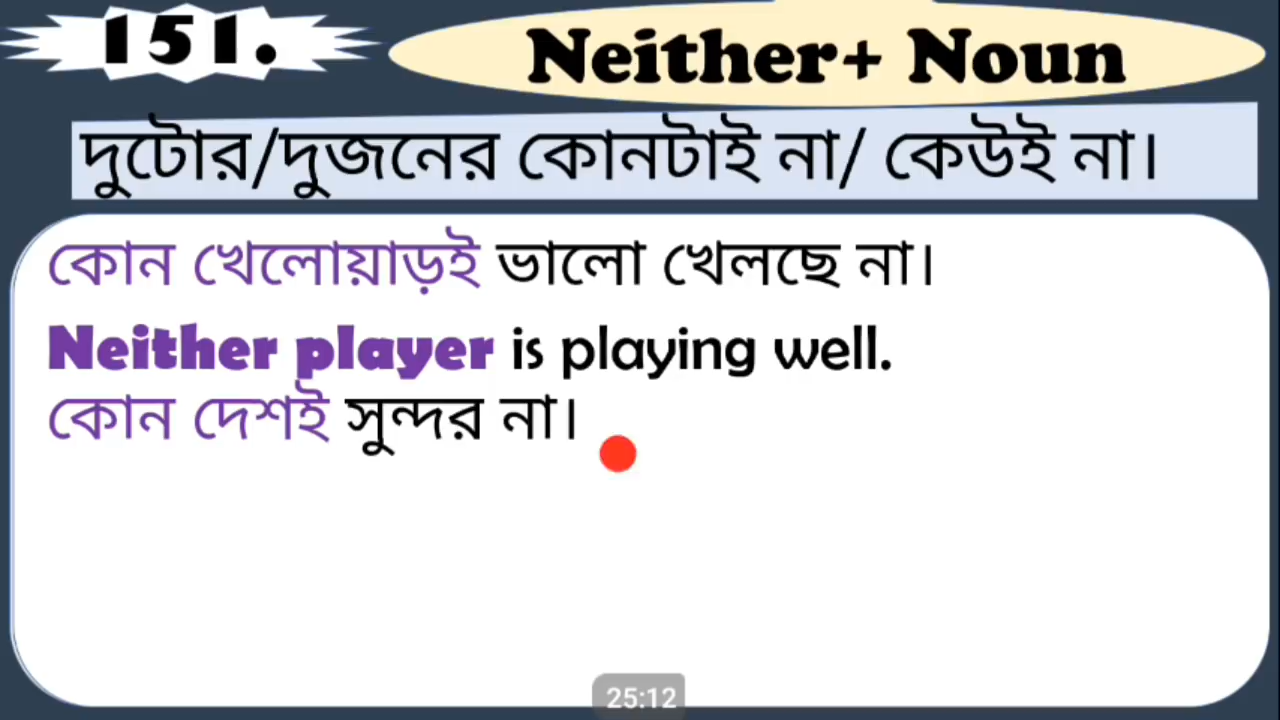 151.
Neither+ Noun
দুটোর/দুজনের কোনটাই না/ কেউই না।
কোন খেলোয়াড়ই ভালো খেলছে না।
Neither player is playing well.
কোন দেশই সুন্দর না।
25:12